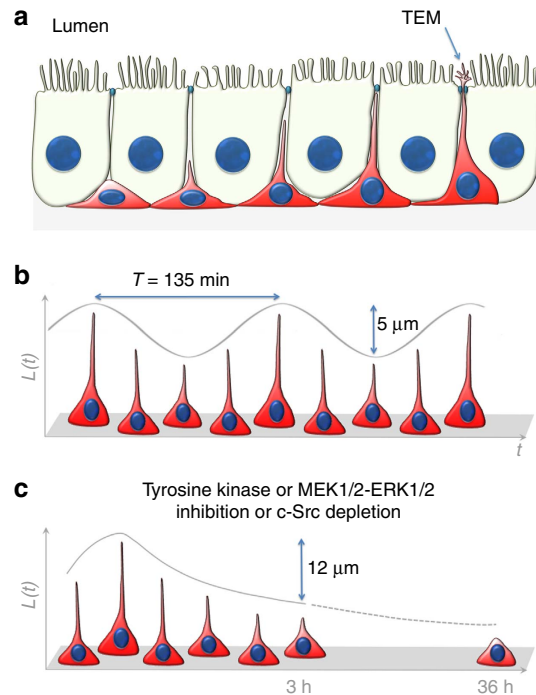 a
Lumen
TEM
b
T = 135 min
5 μm
L(t)
t
c
Tyrosine kinase or MEK1/2-ERK1/2
inhibition or c-Src depletion
12 μm
L(t)
3 h
36 h